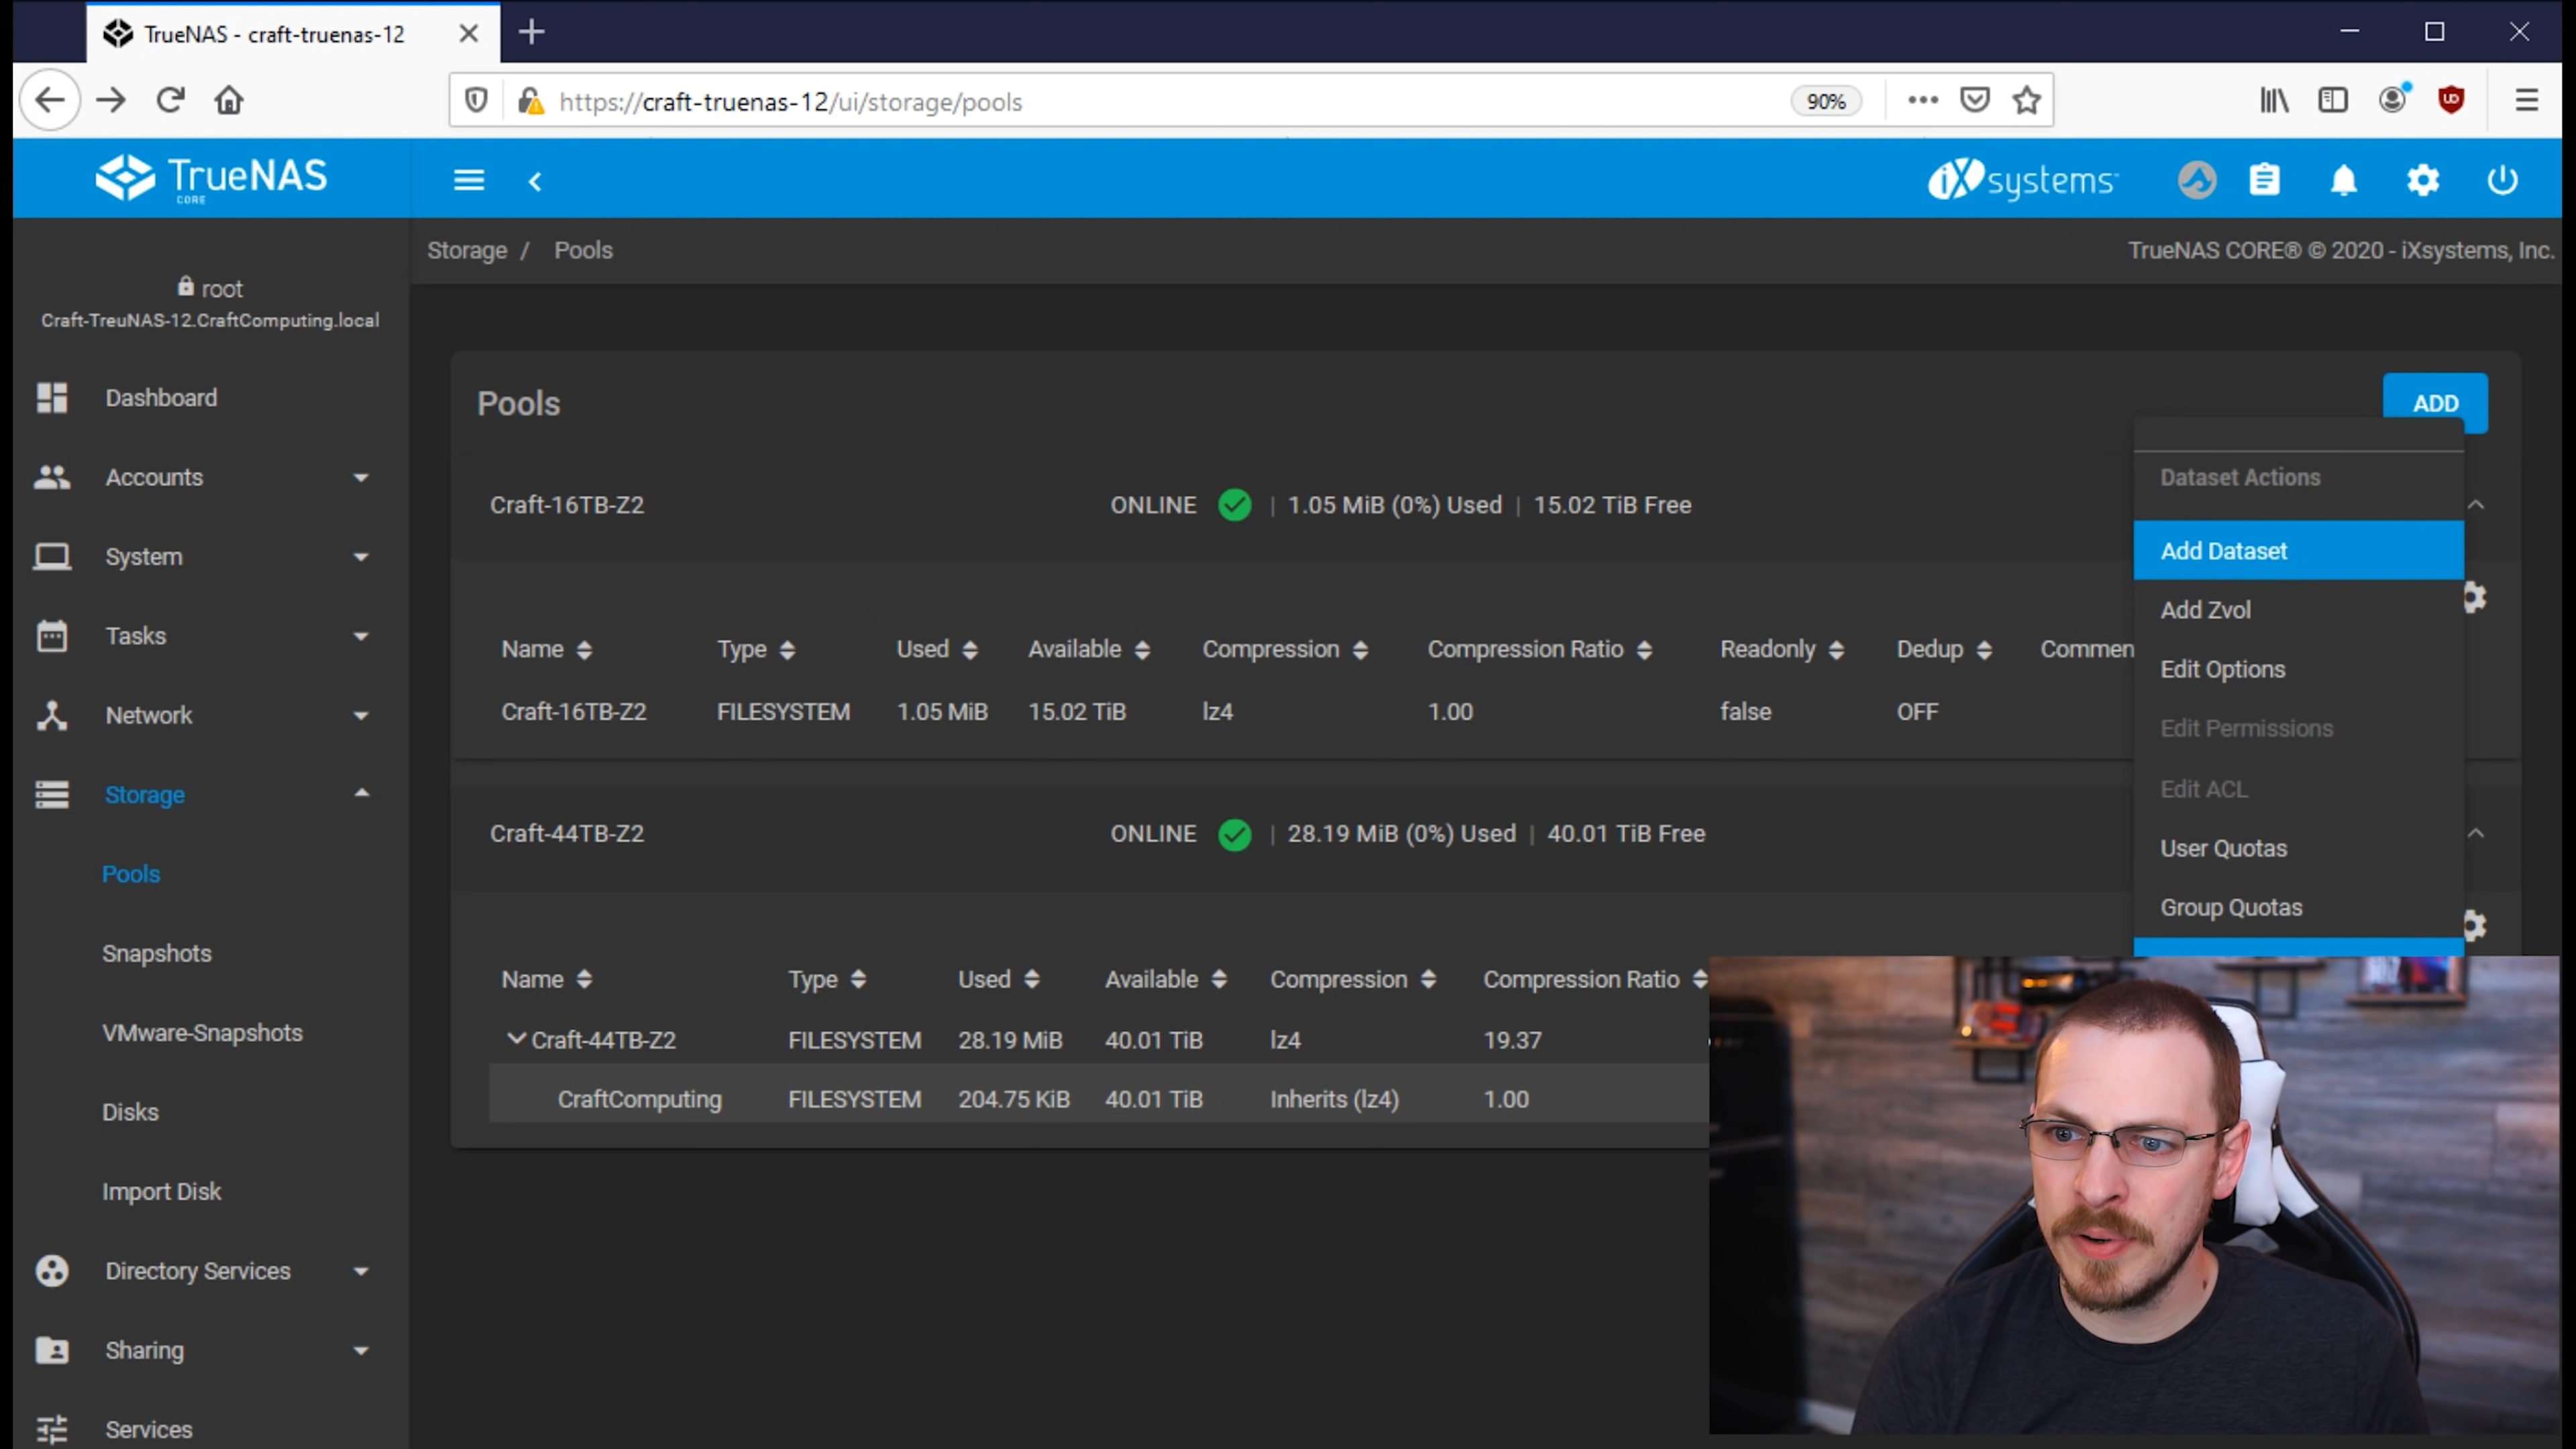 TrueNAS - craft-truenas-12
https://craft-truenas-12/ui/storage/pools
90%
TrueNAS
CORE
iXsystems
Storage / Pools
TrueNAS CORE® © 2020 - iXsystems, Inc.
root
Craft-TreuNAS-12.CraftComputing.local
Dashboard
Accounts
System
Tasks
Network
Storage
Pools
Snapshots
VMware-Snapshots
Disks
Import Disk
Directory Services
Sharing
Services
Pools
ADD
Craft-16TB-Z2 ONLINE | 1.05 MiB (0%) Used | 15.02 TiB Free
Name Type Used Available Compression Compression Ratio Readonly Dedup Commen
Craft-16TB-Z2 FILESYSTEM 1.05 MiB 15.02 TiB lz4 1.00 false OFF
Craft-44TB-Z2 ONLINE | 28.19 MiB (0%) Used | 40.01 TiB Free
Name Type Used Available Compression Compression Ratio
Craft-44TB-Z2 FILESYSTEM 28.19 MiB 40.01 TiB lz4 19.37
CraftComputing FILESYSTEM 204.75 KiB 40.01 TiB Inherits (lz4) 1.00
Dataset Actions
Add Dataset
Add Zvol
Edit Options
Edit Permissions
Edit ACL
User Quotas
Group Quotas